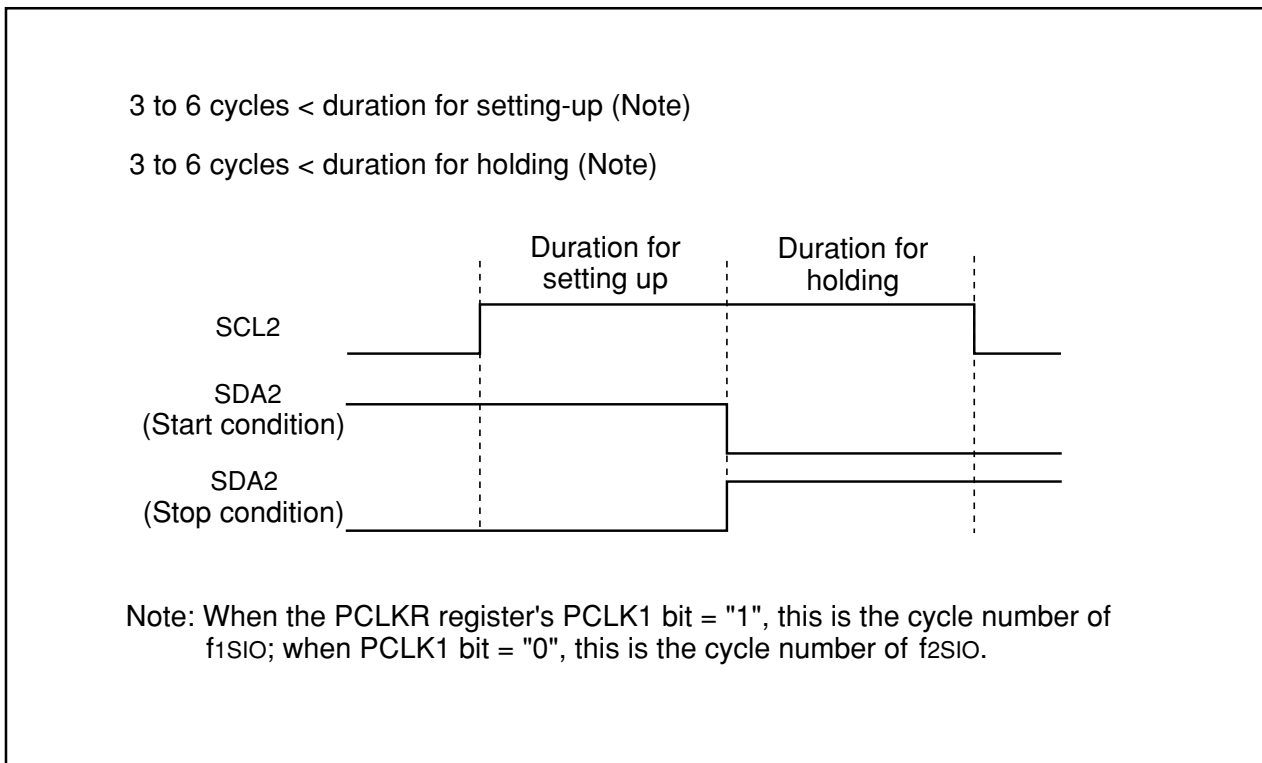 3 to 6 cycles < duration for setting-up (Note)
3 to 6 cycles < duration for holding (Note)
Duration for
setting up
Duration for
holding
SCL2
SDA2
(Start condition)
SDA2
(Stop condition)
Note: When the PCLKR register's PCLK1 bit = "1", this is the cycle number of
f1SIO; when PCLK1 bit = "0", this is the cycle number of f2SIO.